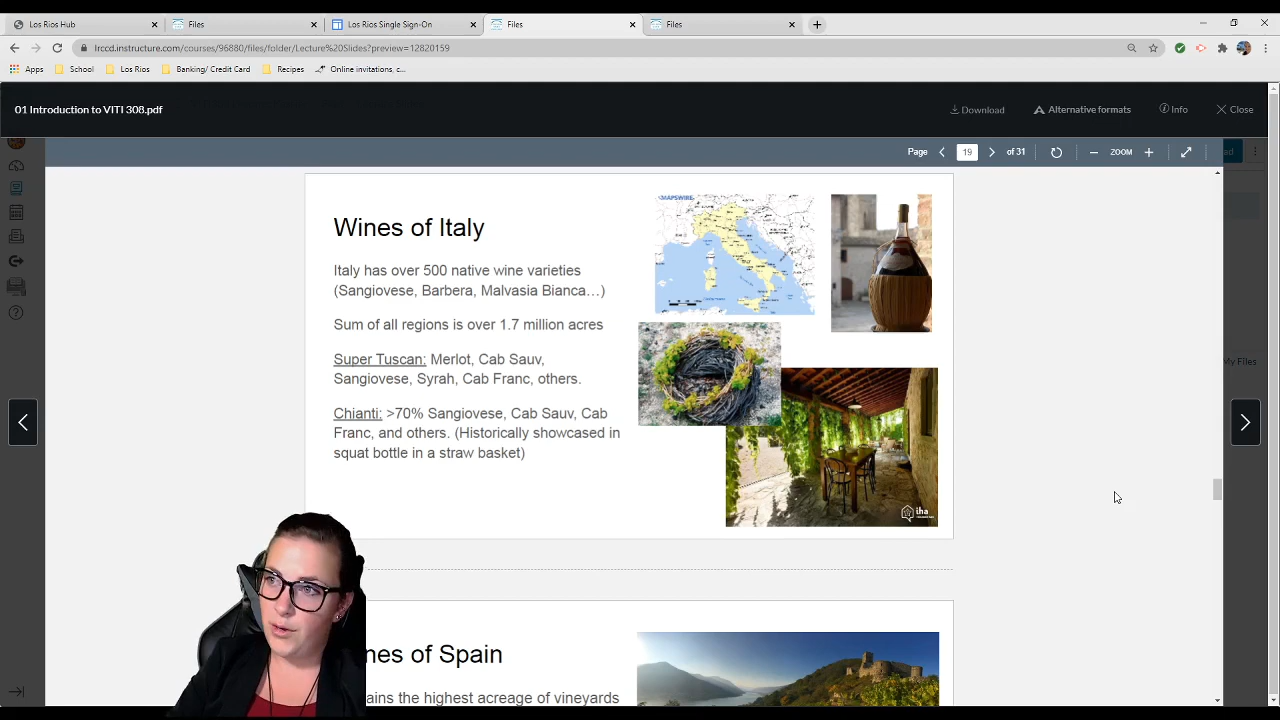 Los Rios Hub
Files
Los Rios Single Sign-On
Files
Files
lrccd.instructure.com/courses/96880/files/folder/Lecture%20Slides?preview=12820159
Apps School Los Rios Banking/ Credit Card Recipes Online invitations, c...
01 Introduction to VITI 308.pdf
Download Alternative formats Info Close
Page 19 of 31 ZOOM
Wines of Italy
Italy has over 500 native wine varieties
(Sangiovese, Barbera, Malvasia Bianca…)
Sum of all regions is over 1.7 million acres
Super Tuscan: Merlot, Cab Sauv,
Sangiovese, Syrah, Cab Franc, others.
Chianti: >70% Sangiovese, Cab Sauv, Cab
Franc, and others. (Historically showcased in
squat bottle in a straw basket)
MAPSWIRE
iha
My Files
nes of Spain
ains the highest acreage of vineyards